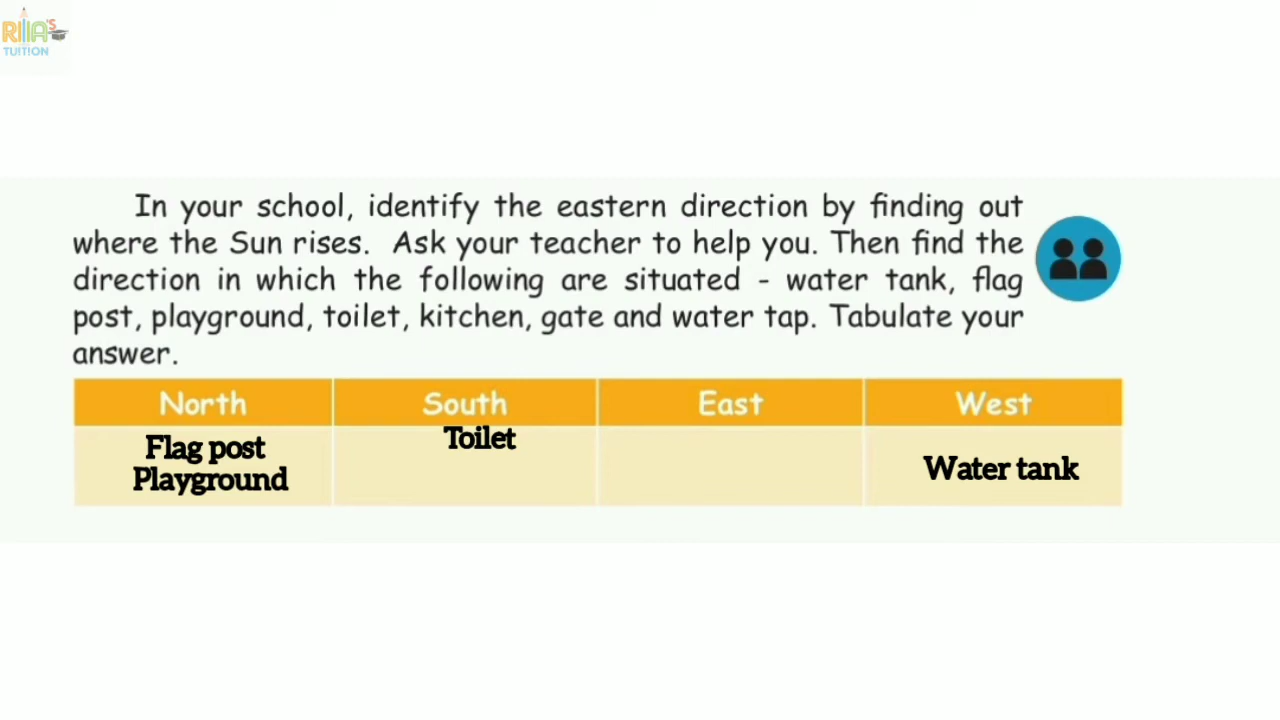 RIIA'S
TUITION
In your school, identify the eastern direction by finding out
where the Sun rises. Ask your teacher to help you. Then find the
direction in which the following are situated - water tank, flag
post, playground, toilet, kitchen, gate and water tap. Tabulate your
answer.
North South East West
Flag post Toilet
Playground Water tank